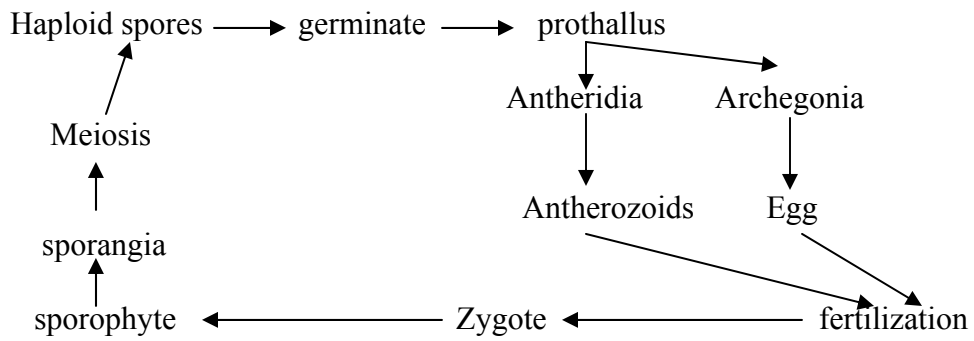 Haploid spores germinate prothallus
Antheridia Archegonia
Meiosis
Antherozoids Egg
sporangia
sporophyte Zygote fertilization